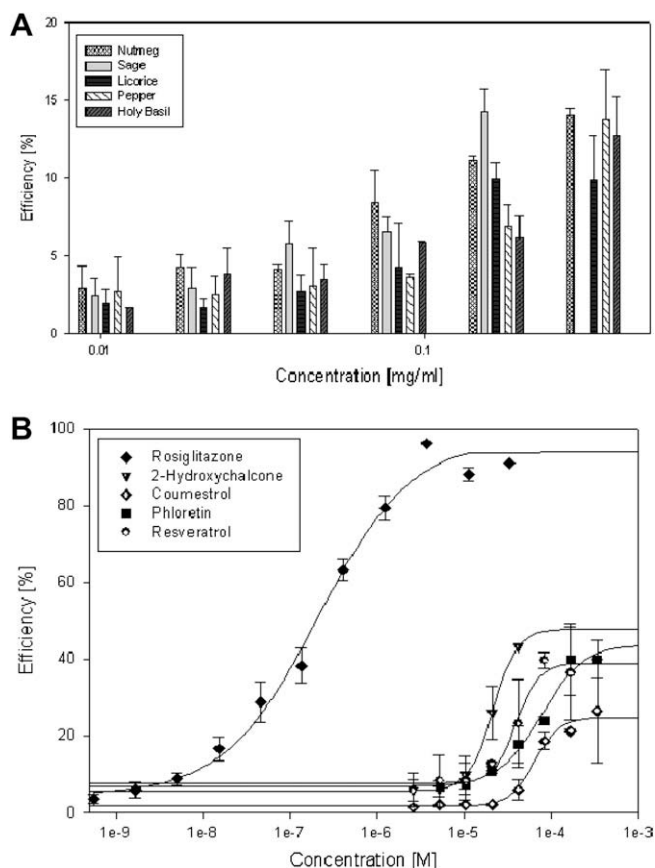 A
20
15
10
5
0
Efficiency [%]
Nutmeg
Sage
Licorice
Pepper
Holy Basil
0.01
0.1
Concentration [mg/ml]
B
100
80
60
40
20
0
Efficiency [%]
Rosiglitazone
2-Hydroxychalcone
Coumestrol
Phloretin
Resveratrol
1e-9
1e-8
1e-7
1e-6
1e-5
1e-4
1e-3
Concentration [M]